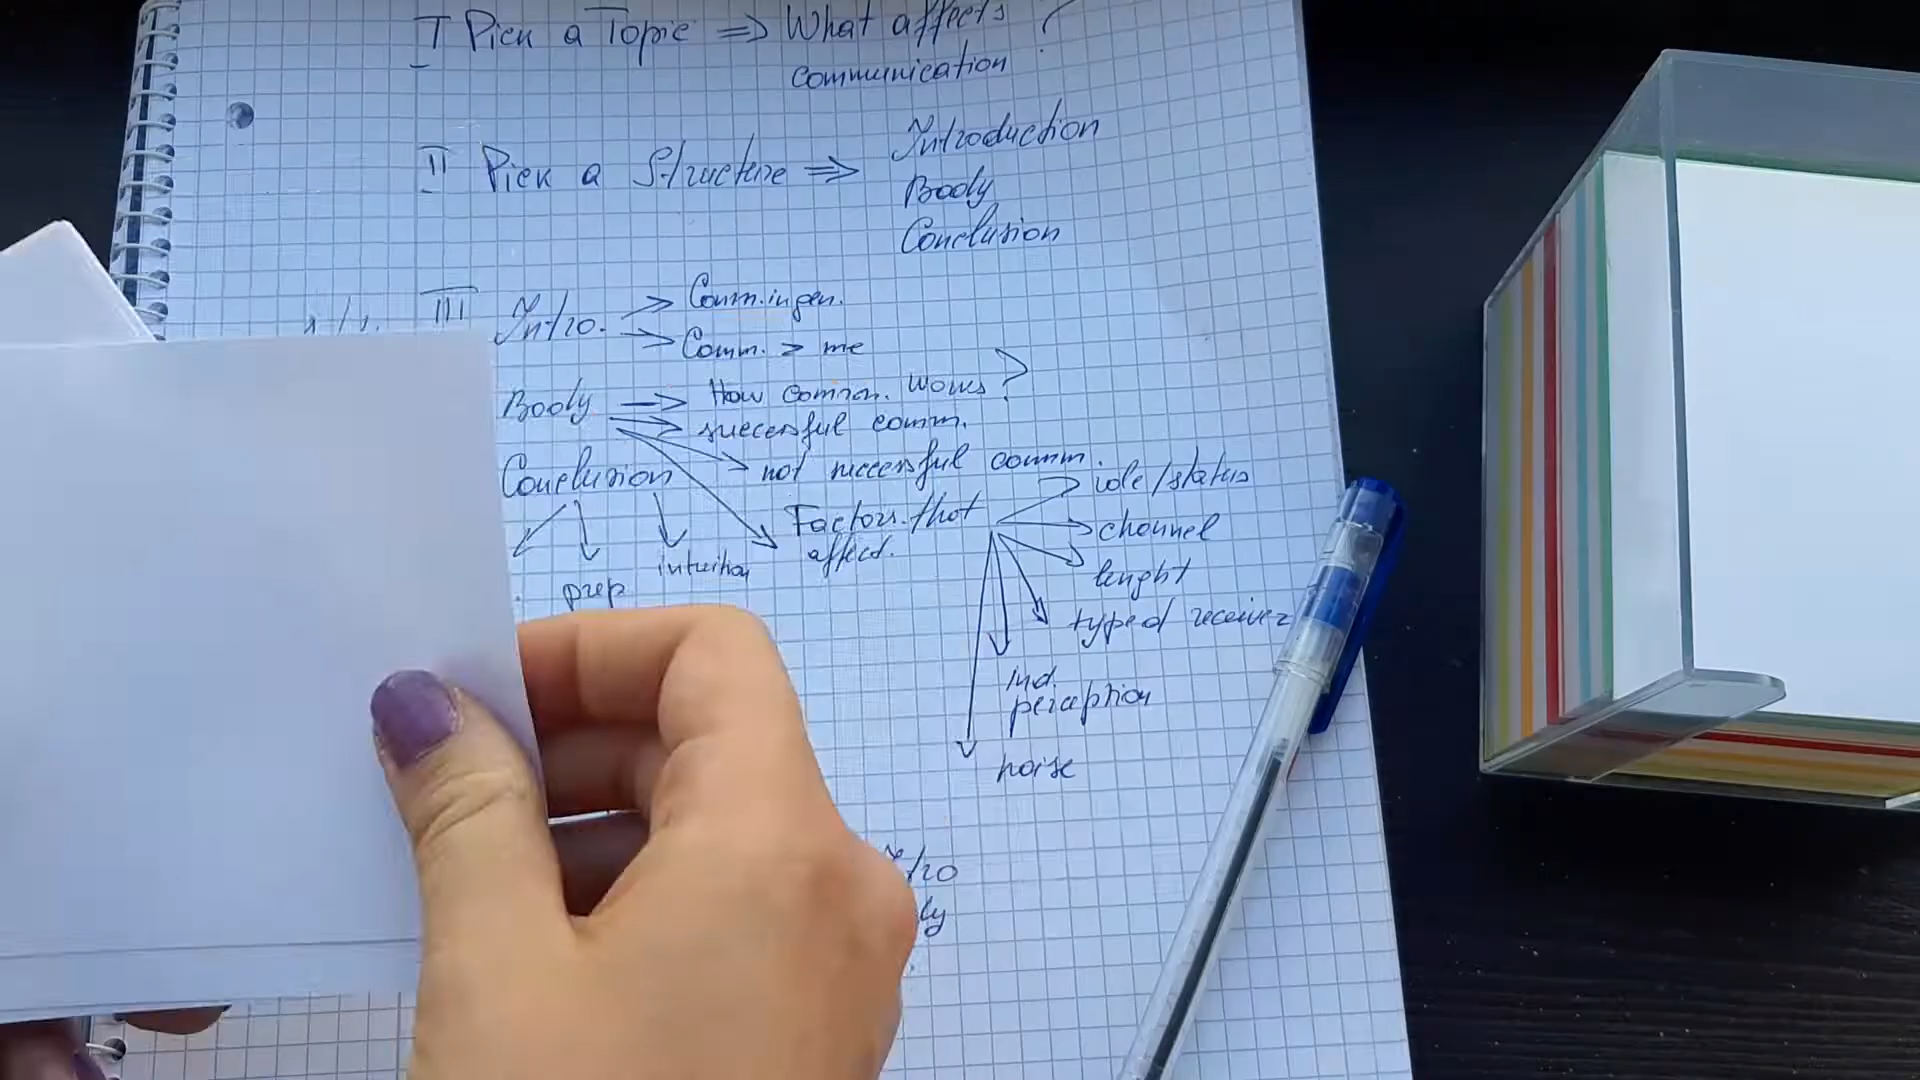 I Pick a Topic => What affects
communication ?
II Pick a Structure => Introduction
Body
Conclusion
III Intro. > Comm. in gen.
> Comm. > me
Body > How Comm. works ?
> successful comm.
> not successful comm.
Conclusion
Factors that
affect.
role/status
channel
lenght
type of receiver
ind.
perception
noise
prep
intuition